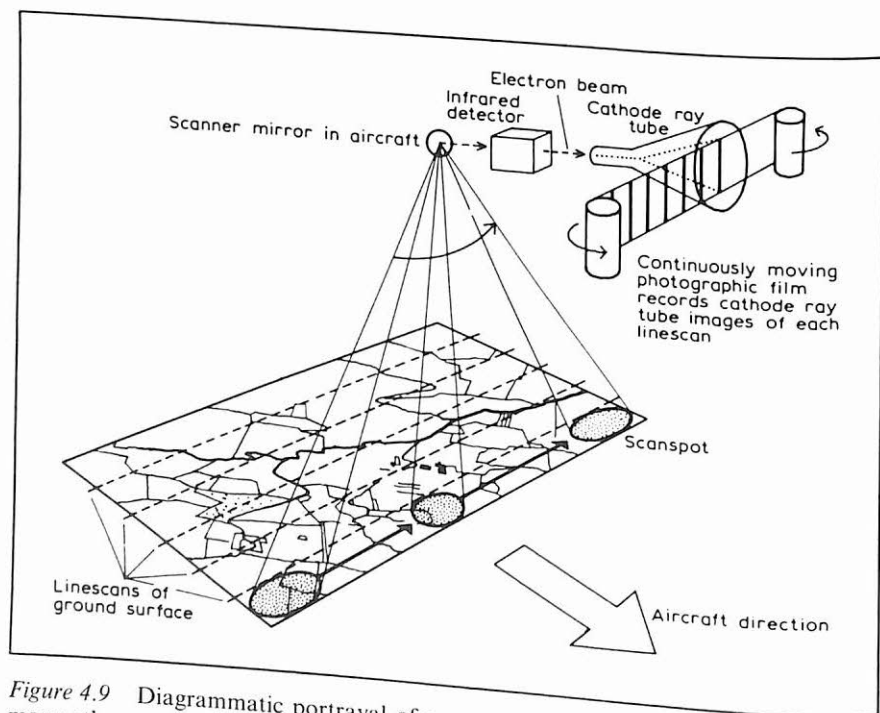 Electron beam
Infrared
detector
Cathode ray
tube
Scanner mirror in aircraft
Continuously moving
photographic film
records cathode ray
tube images of each
linescan
Scanspot
Linescans of
ground surface
Aircraft direction
Figure 4.9 Diagrammatic portrayal of